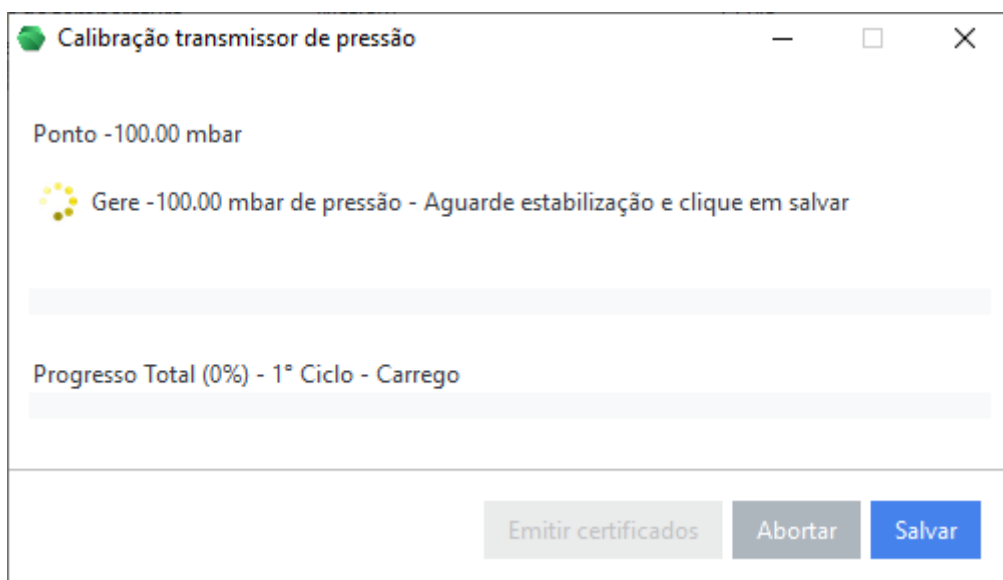 Calibração transmissor de pressão
Ponto -100.00 mbar
Gere -100.00 mbar de pressão - Aguarde estabilização e clique em salvar
Progresso Total (0%) - 1° Ciclo - Carrego
Emitir certificados
Abortar
Salvar